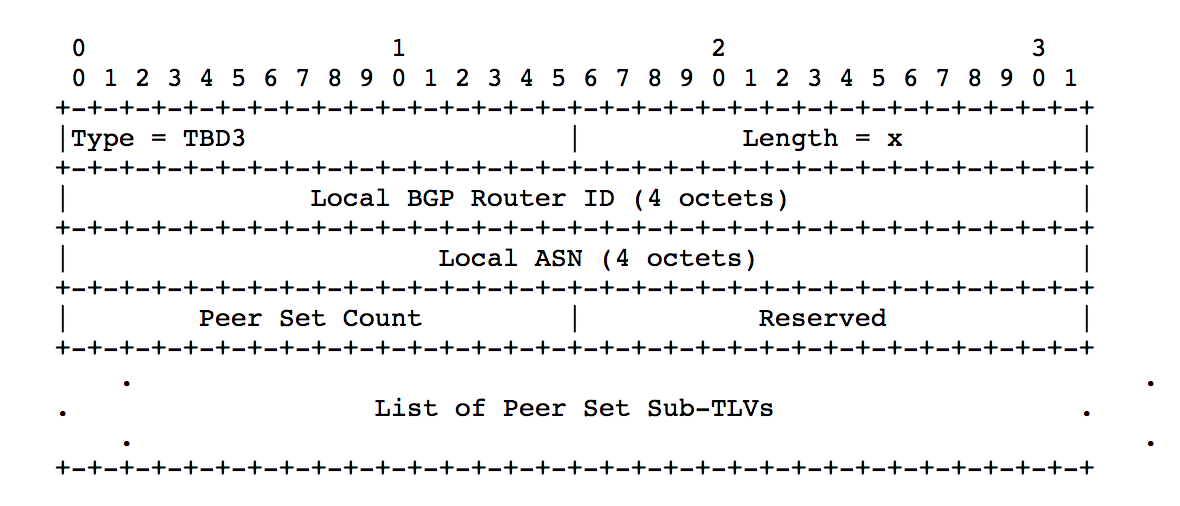 0 1 2 3
0 1 2 3 4 5 6 7 8 9 0 1 2 3 4 5 6 7 8 9 0 1 2 3 4 5 6 7 8 9 0 1
+-+-+-+-+-+-+-+-+-+-+-+-+-+-+-+-+-+-+-+-+-+-+-+-+-+-+-+-+-+-+-+-+
|Type = TBD3 | Length = x |
+-+-+-+-+-+-+-+-+-+-+-+-+-+-+-+-+-+-+-+-+-+-+-+-+-+-+-+-+-+-+-+-+
| Local BGP Router ID (4 octets) |
+-+-+-+-+-+-+-+-+-+-+-+-+-+-+-+-+-+-+-+-+-+-+-+-+-+-+-+-+-+-+-+-+
| Local ASN (4 octets) |
+-+-+-+-+-+-+-+-+-+-+-+-+-+-+-+-+-+-+-+-+-+-+-+-+-+-+-+-+-+-+-+-+
| Peer Set Count | Reserved |
+-+-+-+-+-+-+-+-+-+-+-+-+-+-+-+-+-+-+-+-+-+-+-+-+-+-+-+-+-+-+-+-+
. .
. List of Peer Set Sub-TLVs .
. .
+-+-+-+-+-+-+-+-+-+-+-+-+-+-+-+-+-+-+-+-+-+-+-+-+-+-+-+-+-+-+-+-+